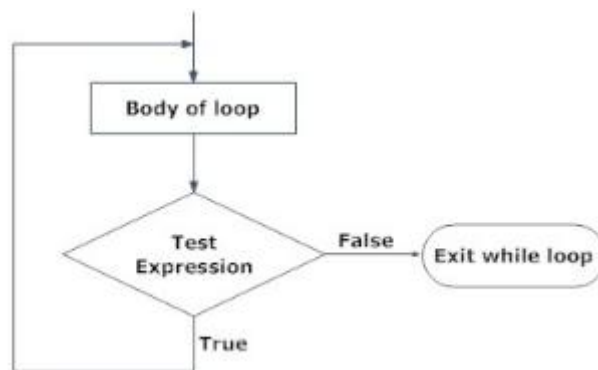 Body of loop
Test
Expression
False
Exit while loop
True